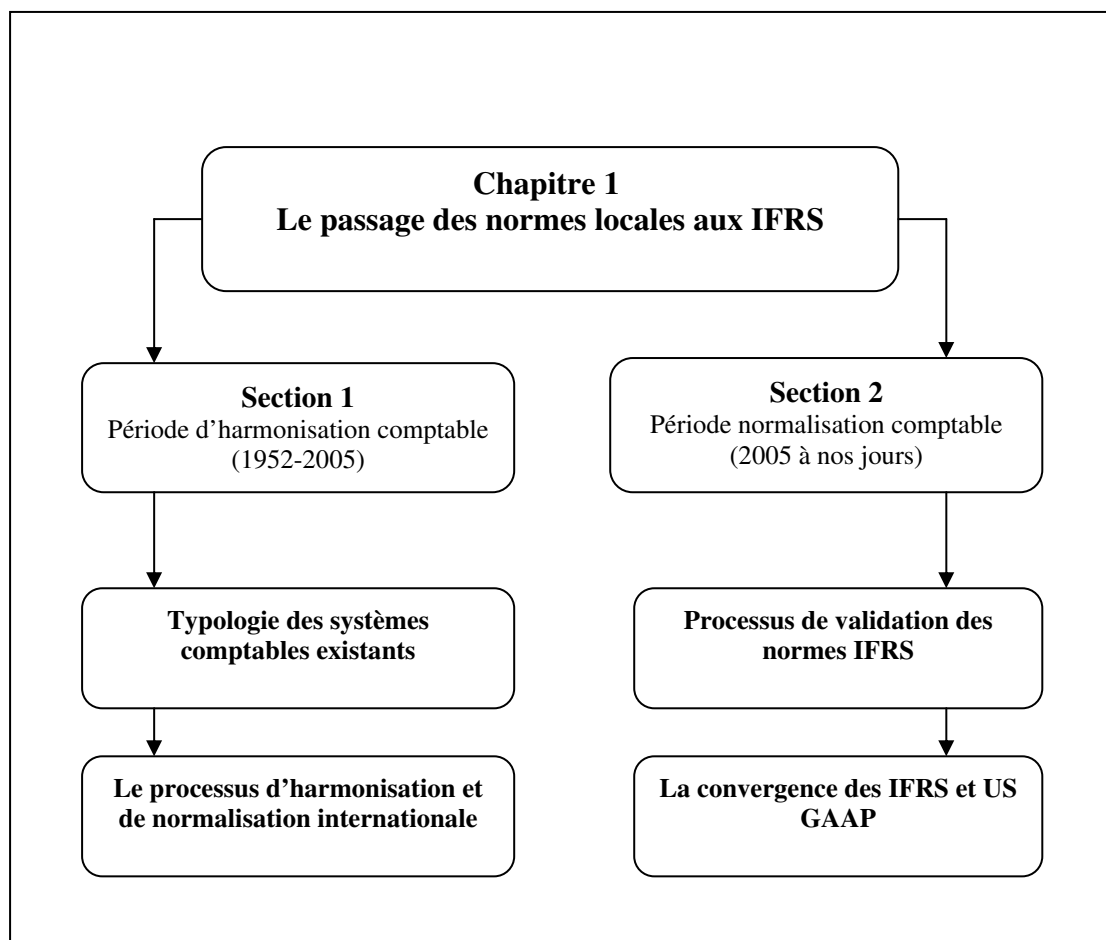 Chapitre 1
Le passage des normes locales aux IFRS
Section 1
Période d’harmonisation comptable
(1952-2005)
Section 2
Période normalisation comptable
(2005 à nos jours)
Typologie des systèmes
comptables existants
Processus de validation des
normes IFRS
Le processus d’harmonisation et
de normalisation internationale
La convergence des IFRS et US
GAAP